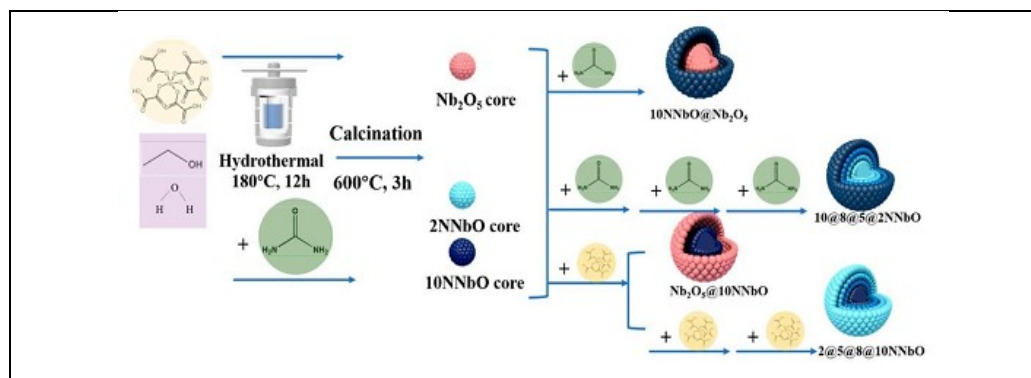 Hydrothermal
180°C, 12h
Calcination
600°C, 3h
OH
O
H H
+
O
H₂N NH₂
Nb₂O₅ core
2NNbO core
10NNbO core
+
10NNbO@Nb₂O₅
+ + +
10@8@5@2NNbO
+
Nb₂O₅@10NNbO
+ +
2@5@8@10NNbO